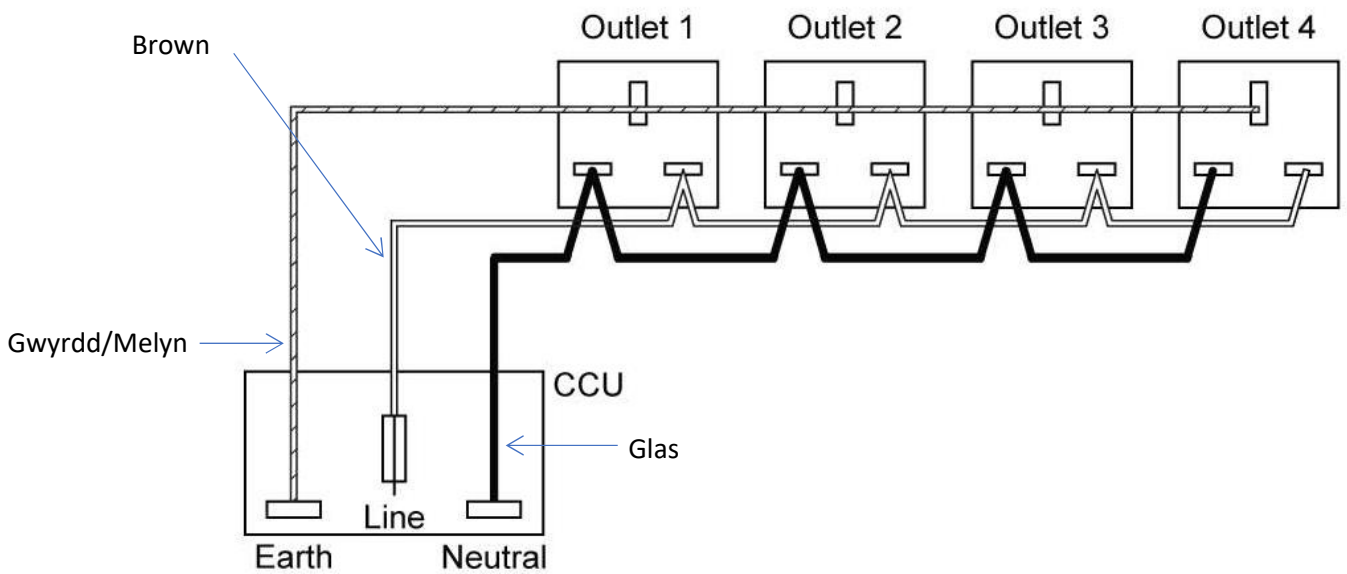 Outlet 1
Outlet 2
Outlet 3
Outlet 4
Brown
Gwyrdd/Melyn
CCU
Glas
Line
Earth
Neutral